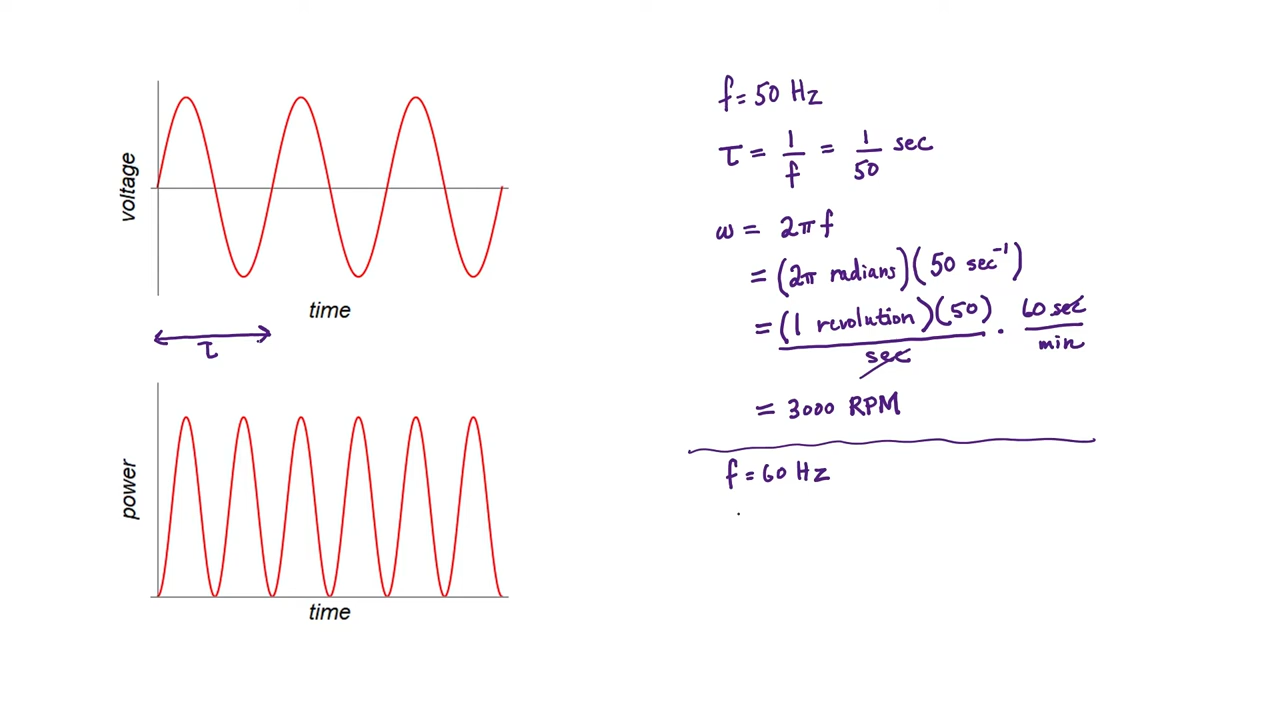 voltage
time
τ
power
time
f = 50 Hz
τ = 1/f = 1/50 sec
ω = 2π f
= (2π radians)(50 sec⁻¹)
= (1 revolution)(50)/sec · 60 sec/min
= 3000 RPM
f = 60 Hz